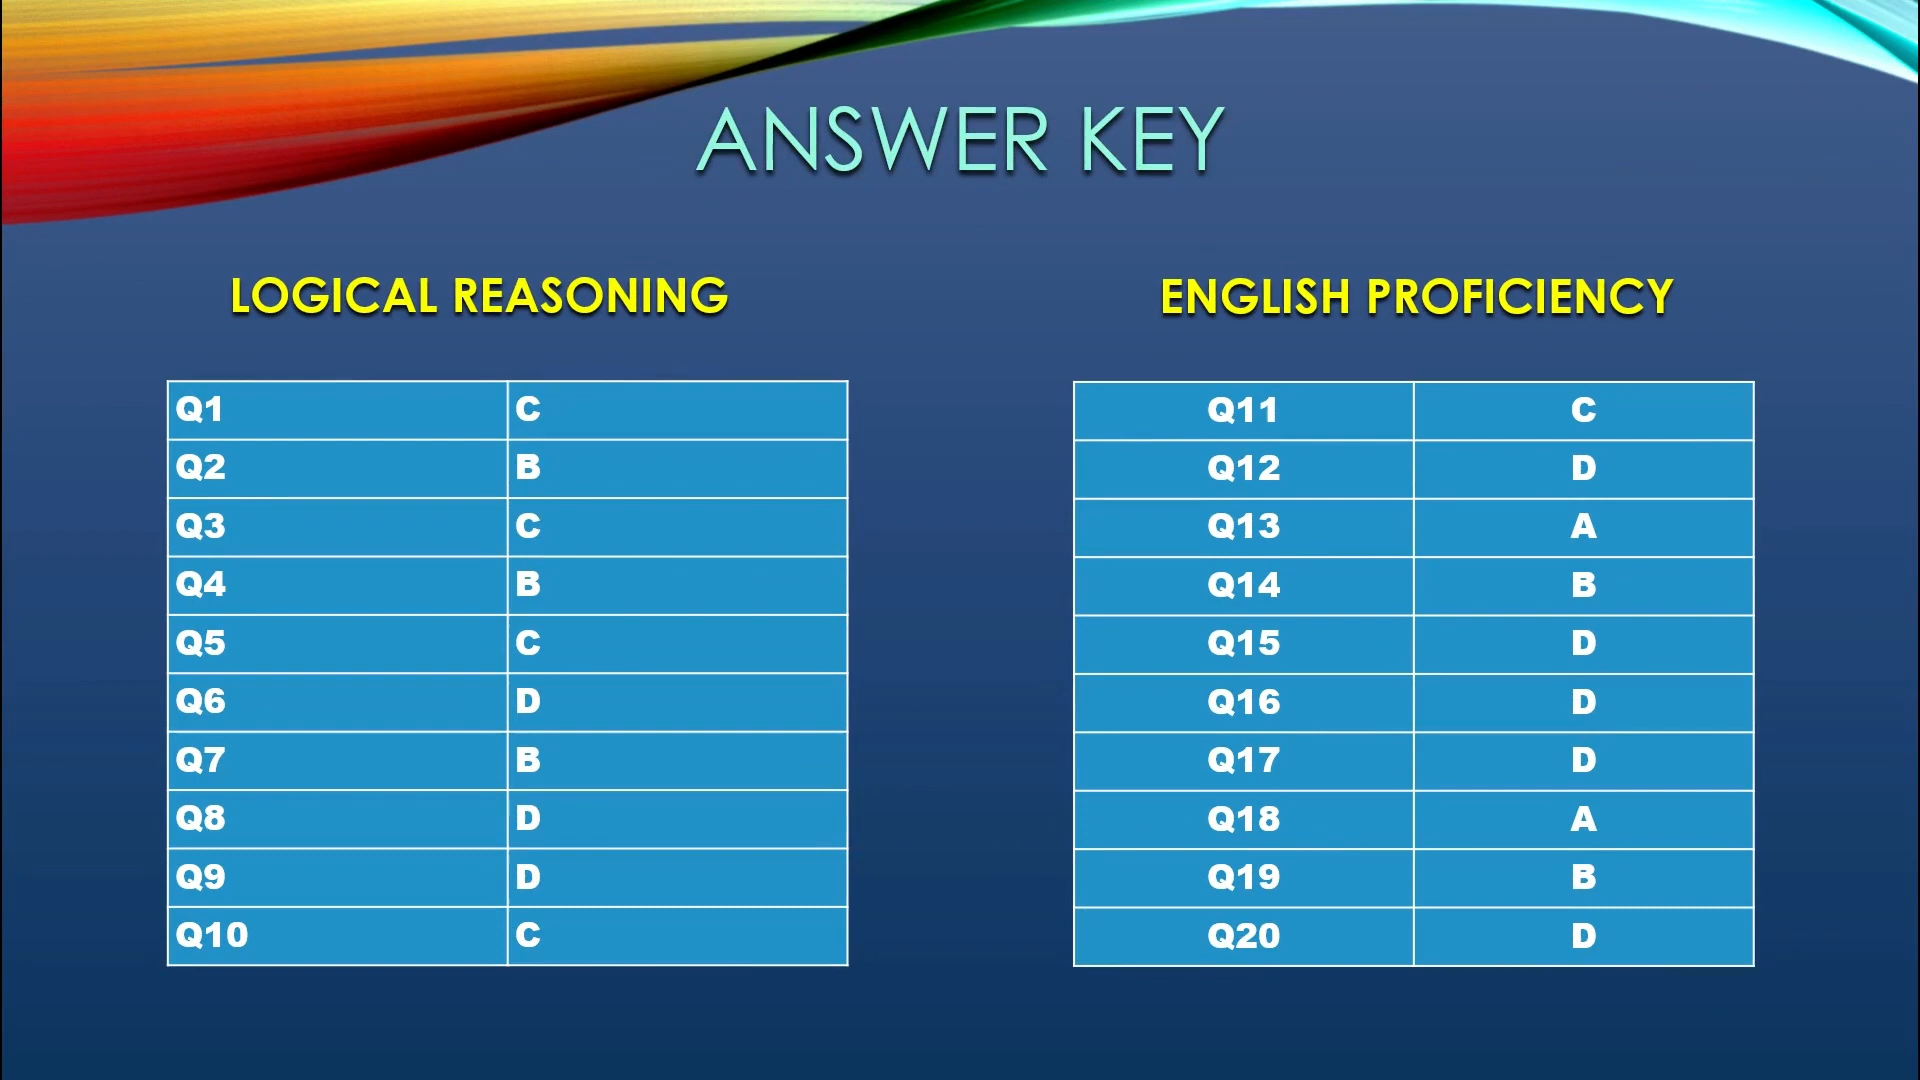 ANSWER KEY
LOGICAL REASONING
Q1 C
Q2 B
Q3 C
Q4 B
Q5 C
Q6 D
Q7 B
Q8 D
Q9 D
Q10 C
ENGLISH PROFICIENCY
Q11 C
Q12 D
Q13 A
Q14 B
Q15 D
Q16 D
Q17 D
Q18 A
Q19 B
Q20 D